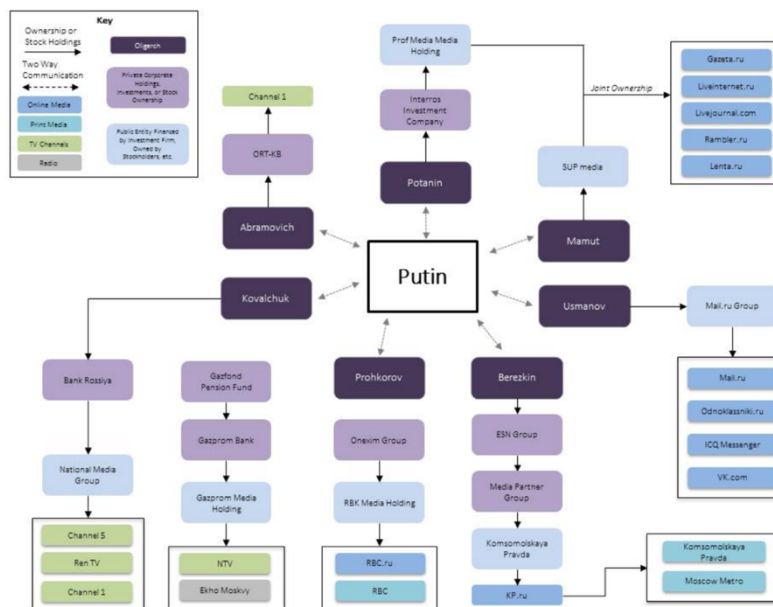 Key
Ownership or
Stock Holdings
Two Way
Communication
Online Media
Print Media
TV Channels
Radio
Oligarch
Private Corporate
Holdings,
Investments, or Stock
Ownership
Public Entity Financed
by Investment Firm,
Owned by
Stockholders, etc.
Channel 1
ORT-KB
Abramovich
Prof Media Media
Holding
Interros
Investment
Company
Potanin
Joint Ownership
SUP media
Mamut
Gazeta.ru
Liveinternet.ru
Livejournal.com
Rambler.ru
Lenta.ru
Putin
Kovalchuk
Bank Rossiya
National Media
Group
Channel 5
Ren TV
Channel 1
Gazfond
Pension Fund
Gazprom Bank
Gazprom Media
Holding
NTV
Ekho Moskvy
Prohkorov
Onexim Group
RBK Media Holding
RBC.ru
RBC
Berezkin
ESN Group
Media Partner
Group
Komsomolskaya
Pravda
KP.ru
Komsomolskaya
Pravda
Moscow Metro
Usmanov
Mail.ru Group
Mail.ru
Odnoklassniki.ru
ICQ Messenger
VK.com